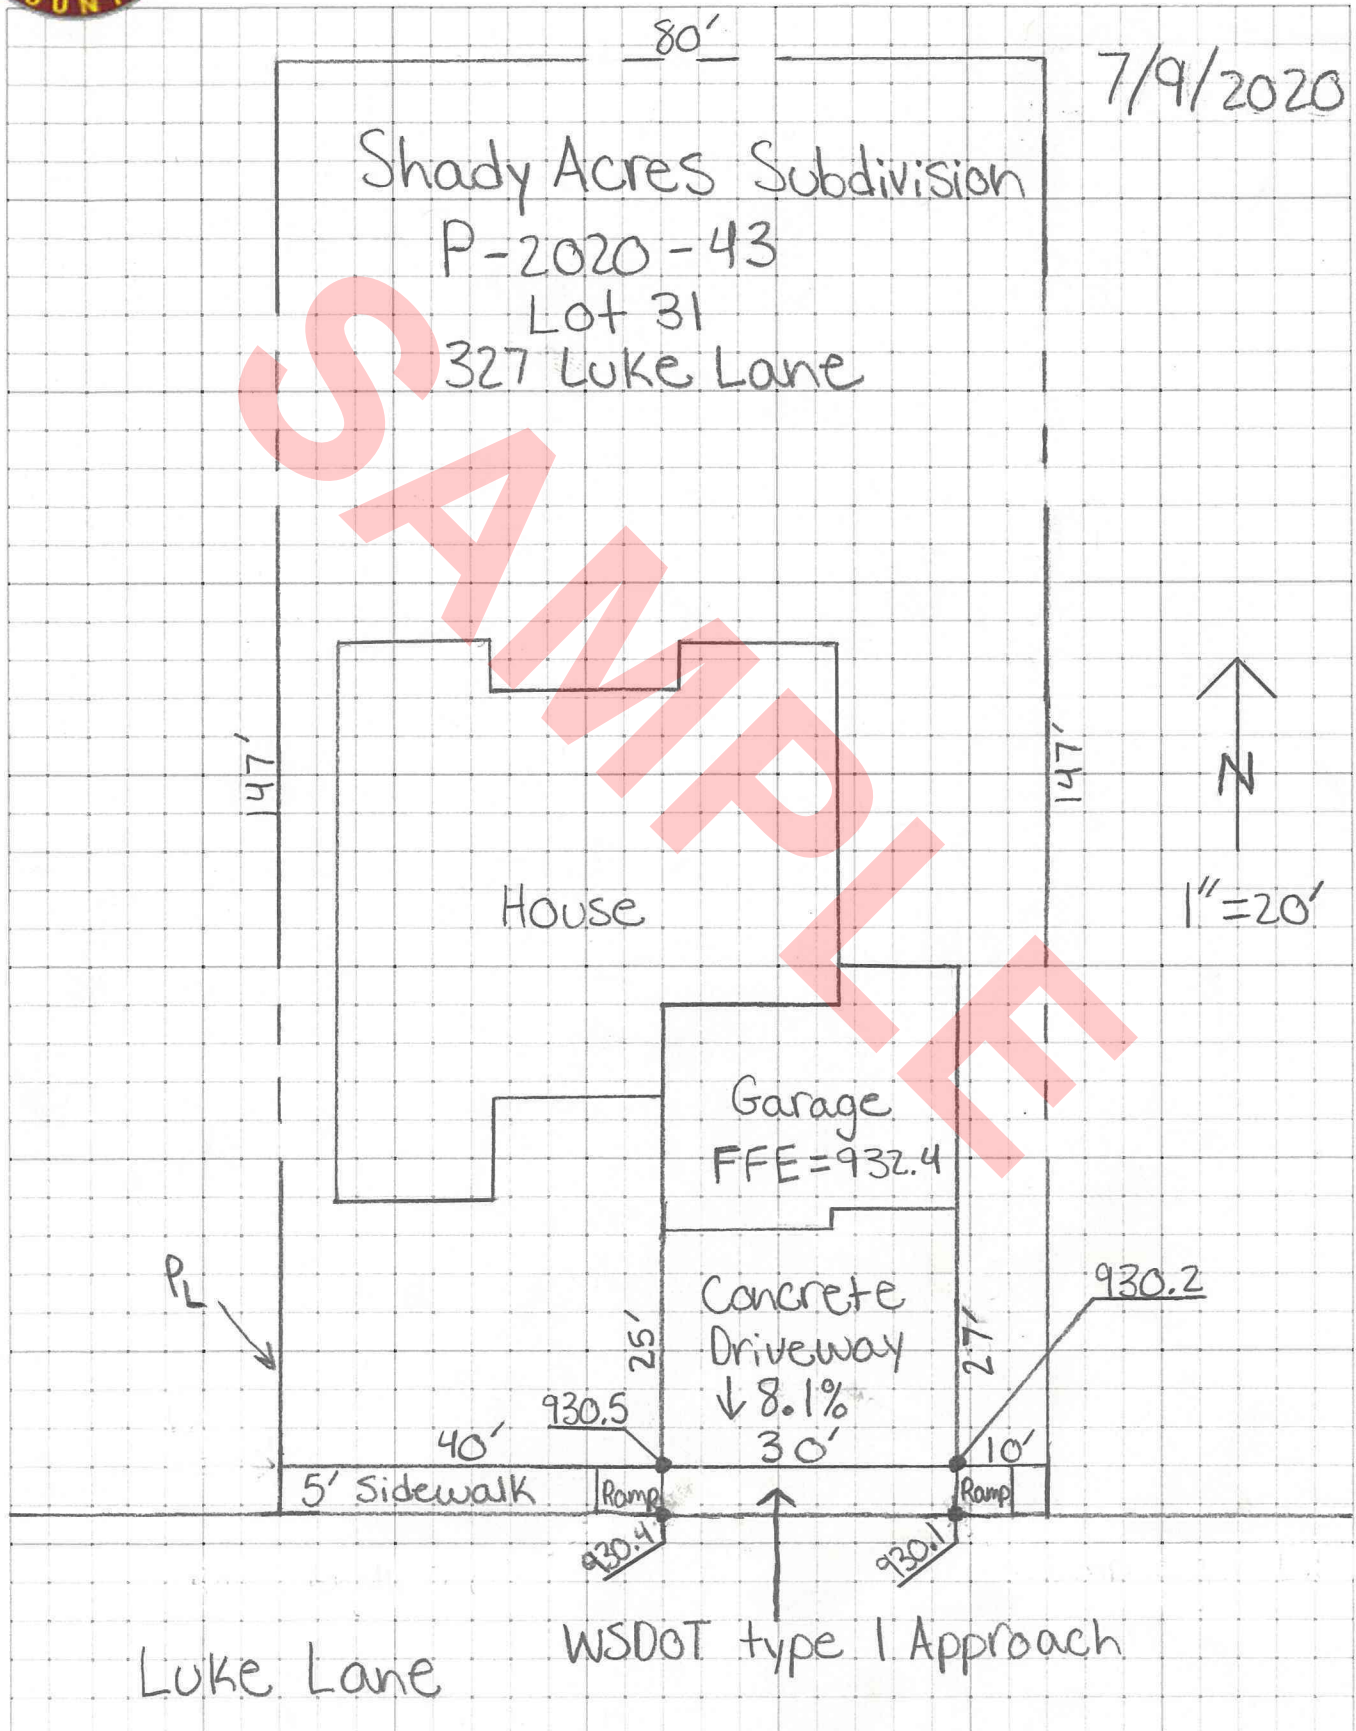 80'
7/9/2020
Shady Acres Subdivision
P-2020-43
Lot 31
327 Luke Lane
SAMPLE
147'
147'
N
1"=20'
House
Garage
FFE=932.4
PL
930.2
Concrete
Driveway
↓ 8.1%
25'
27'
930.5
40'
30'
10'
5' Sidewalk
Ramp
Ramp
930.4
930.1
WSDOT type 1 Approach
Luke Lane